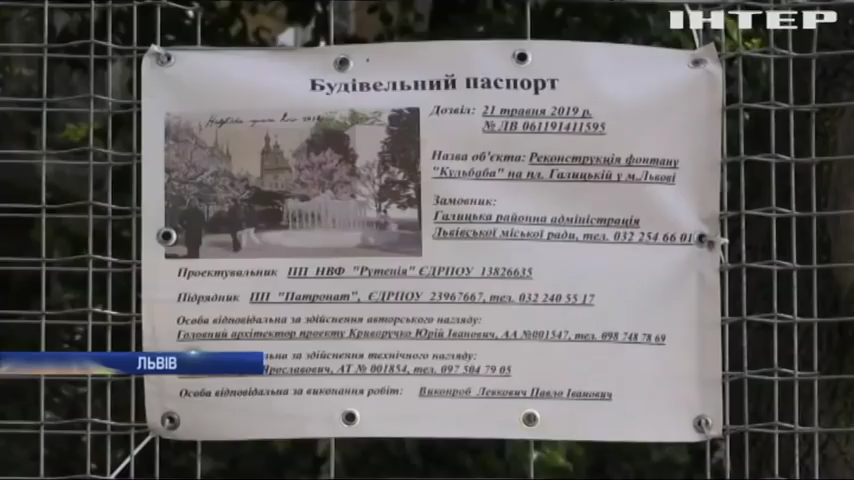 ІНТЕР
Будівельний паспорт
Дозвіл: 21 травня 2019 р.
№ ЛВ 061191411595
Назва об'єкта: Реконструкція фонтану
"Кульбаба" на пл. Галицькій у м.Львові
Замовник:
Галицька районна адміністрація
Львівської міської ради, тел. 032 254 66 01
Проектувальник ПП НВФ "Рутенія" ЄДРПОУ 13826635
Підрядник ПП "Патронат", ЄДРПОУ 23967667, тел. 032 240 55 17
Особа відповідальна за здійснення авторського нагляду:
Головний архітектор проекту Криворучко Юрій Іванович, АА №001547, тел. 098 748 78 69
за здійснення технічного нагляду:
Ярославович, АТ № 001854, тел. 097 504 79 05
ЛЬВІВ
Особа відповідальна за виконання робіт: Виконроб Левкович Павло Іванович